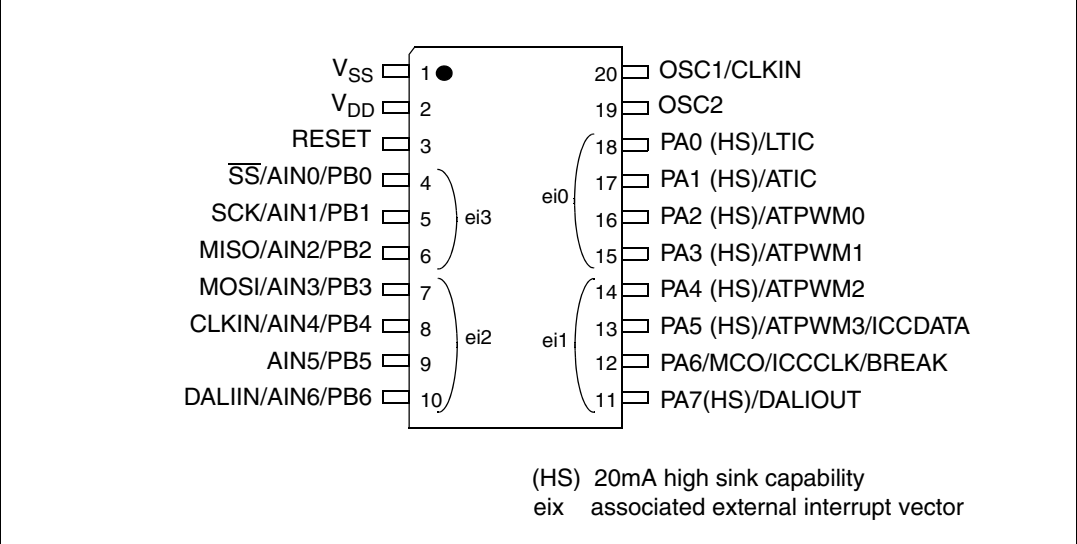 V_SS 1 20 OSC1/CLKIN
V_DD 2 19 OSC2
RESET 3 18 PA0 (HS)/LTIC
S̅S̅/AIN0/PB0 4 17 PA1 (HS)/ATIC
ei0
SCK/AIN1/PB1 5 ei3 16 PA2 (HS)/ATPWM0
MISO/AIN2/PB2 6 15 PA3 (HS)/ATPWM1
MOSI/AIN3/PB3 7 14 PA4 (HS)/ATPWM2
CLKIN/AIN4/PB4 8 13 PA5 (HS)/ATPWM3/ICCDATA
ei2 ei1
AIN5/PB5 9 12 PA6/MCO/ICCCLK/BREAK
DALIIN/AIN6/PB6 10 11 PA7(HS)/DALIOUT
(HS) 20mA high sink capability
eix associated external interrupt vector